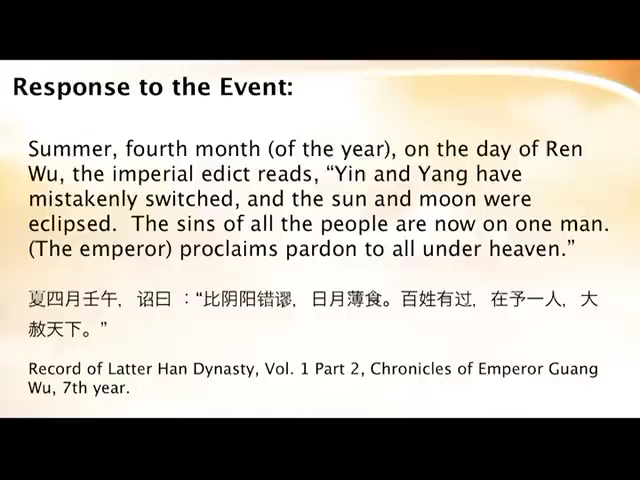 Response to the Event:
Summer, fourth month (of the year), on the day of Ren
Wu, the imperial edict reads, “Yin and Yang have
mistakenly switched, and the sun and moon were
eclipsed.  The sins of all the people are now on one man.
(The emperor) proclaims pardon to all under heaven.”
夏四月壬午，诏曰：“比阴阳错谬，日月薄食。百姓有过，在予一人，大
赦天下。”
Record of Latter Han Dynasty, Vol. 1 Part 2, Chronicles of Emperor Guang
Wu, 7th year.